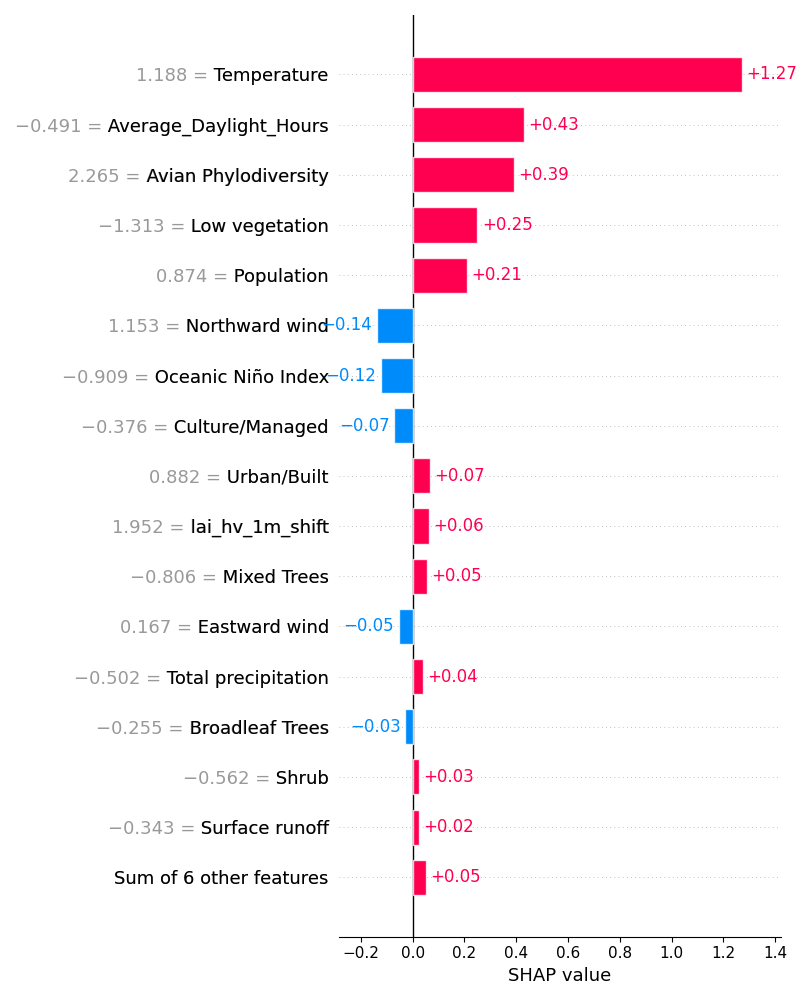 1.188 = Temperature +1.27
−0.491 = Average_Daylight_Hours +0.43
2.265 = Avian Phylodiversity +0.39
−1.313 = Low vegetation +0.25
0.874 = Population +0.21
1.153 = Northward wind −0.14
−0.909 = Oceanic Niño Index −0.12
−0.376 = Culture/Managed −0.07
0.882 = Urban/Built +0.07
1.952 = lai_hv_1m_shift +0.06
−0.806 = Mixed Trees +0.05
0.167 = Eastward wind −0.05
−0.502 = Total precipitation +0.04
−0.255 = Broadleaf Trees −0.03
−0.562 = Shrub +0.03
−0.343 = Surface runoff +0.02
Sum of 6 other features +0.05
−0.2 0.0 0.2 0.4 0.6 0.8 1.0 1.2 1.4
SHAP value